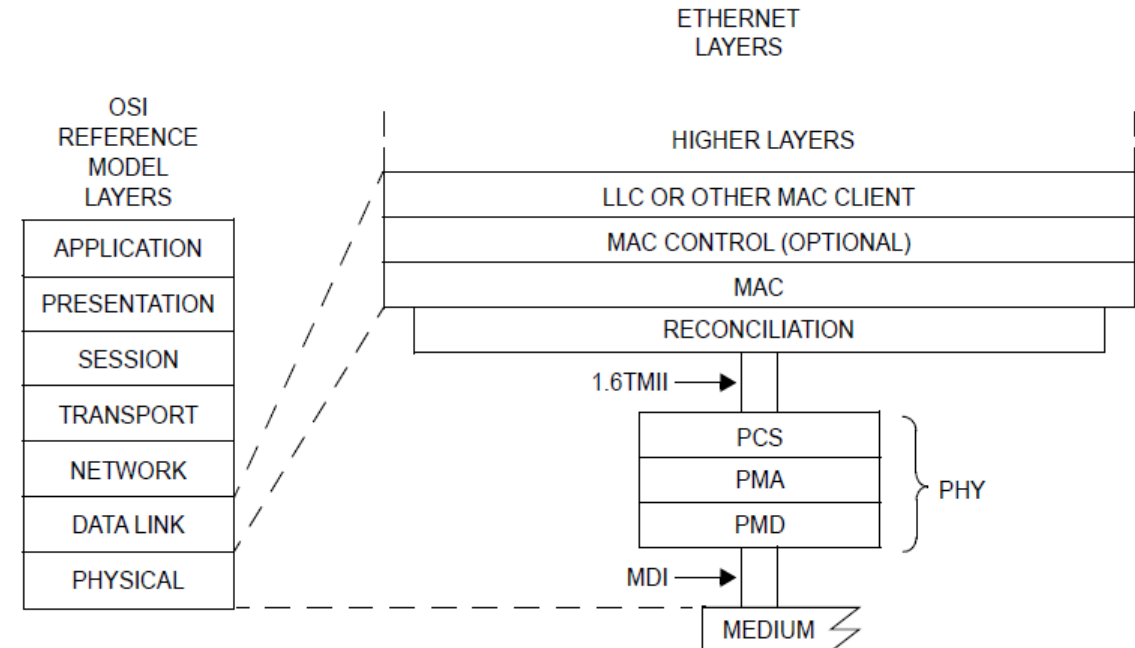 ETHERNET
LAYERS
OSI
REFERENCE
MODEL
LAYERS
HIGHER LAYERS
LLC OR OTHER MAC CLIENT
APPLICATION
MAC CONTROL (OPTIONAL)
MAC
PRESENTATION
RECONCILIATION
SESSION
1.6TMII
TRANSPORT
PCS
NETWORK
PMA
PHY
DATA LINK
PMD
PHYSICAL
MDI
MEDIUM